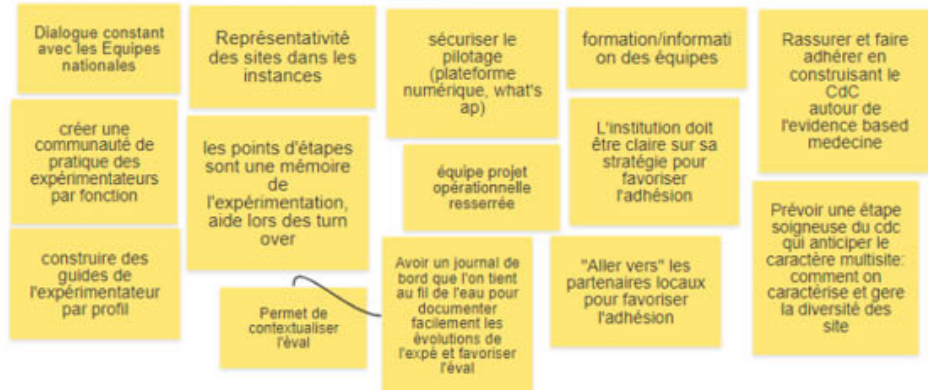 Dialogue constant
avec les Equipes
nationales
créer une
communauté de
pratique des
expérimentateurs
par fonction
construire des
guides de
l'expérimentateur
par profil
Représentativité
des sites dans les
instances
les points d'étapes
sont une mémoire
de
l'expérimentation,
aide lors des turn
over
Permet de
contextualiser
l'éval
sécuriser le
pilotage
(plateforme
numérique, what's
ap)
équipe projet
opérationnelle
resserrée
Avoir un journal de
bord que l'on tient
au fil de l'eau pour
documenter
facilement les
évolutions de
l'expé et favoriser
l'éval
formation/informati
on des équipes
L'institution doit
être claire sur sa
stratégie pour
favoriser
l'adhésion
"Aller vers" les
partenaires locaux
pour favoriser
l'adhésion
Rassurer et faire
adhérer en
construisant le
CdC
autour de
l'evidence based
medecine
Prévoir une étape
soigneuse du cdc
qui anticiper le
caractère multisite:
comment on
caractérise et gere
la diversité des
site